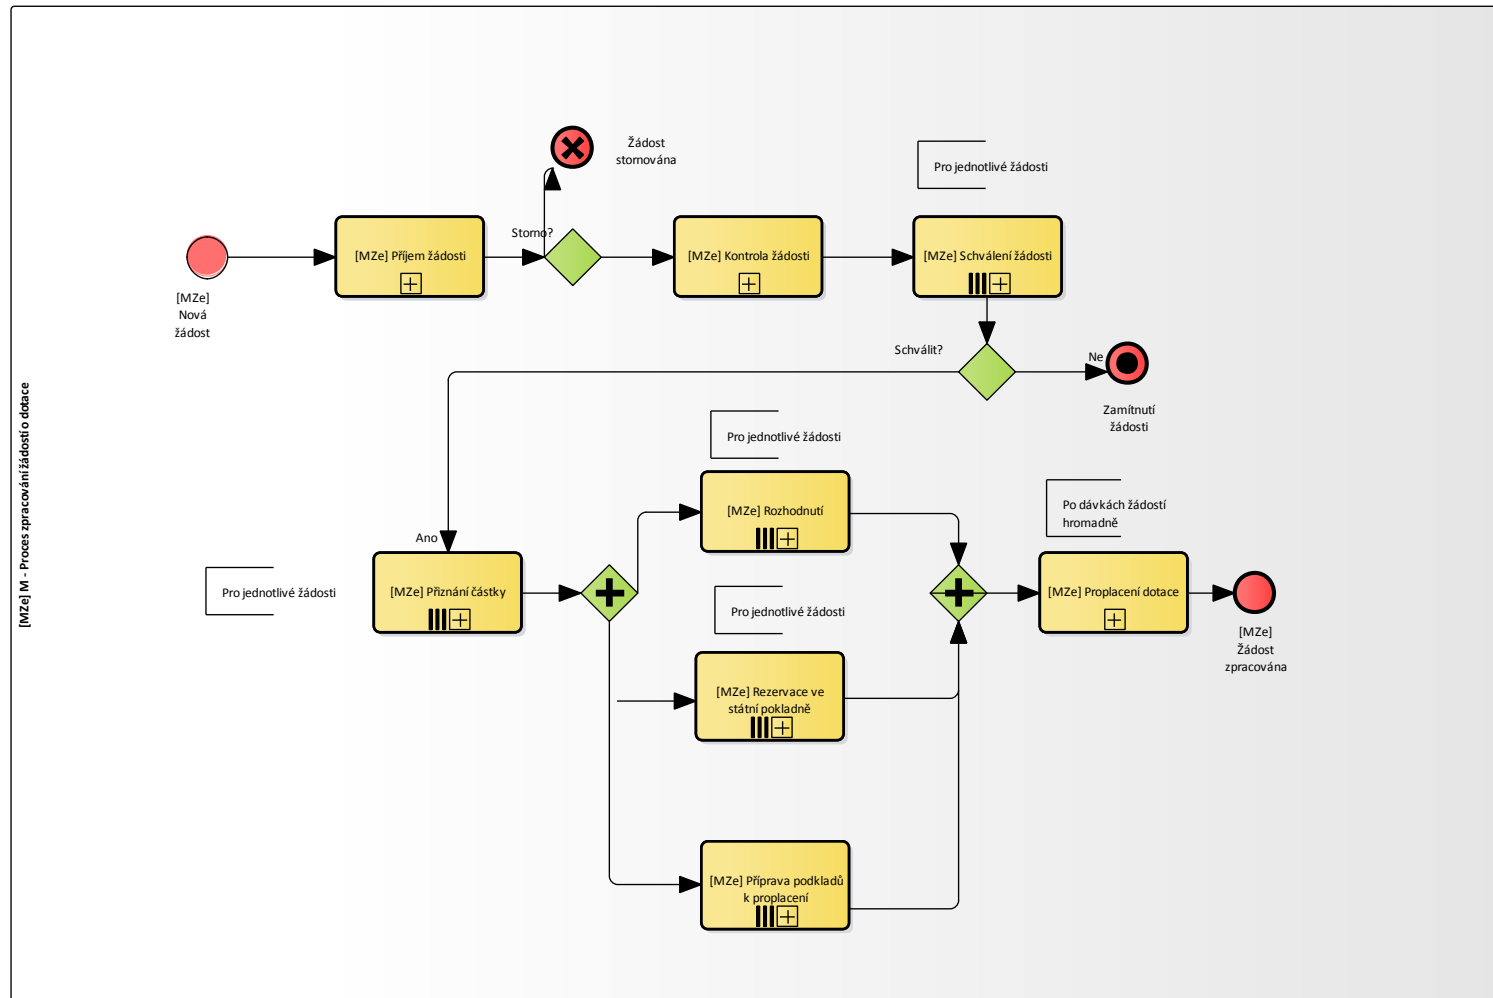 [MZe] M - Proces zpracování žádostí o dotace
Žádost
stornována
Pro jednotlivé žádosti
Storno?
[MZe] Příjem žádosti
[MZe] Kontrola žádosti
[MZe] Schválení žádosti
[MZe]
Nová
žádost
Schválit?
Ne
Zamítnutí
žádosti
Pro jednotlivé žádosti
[MZe] Rozhodnutí
Po dávkách žádostí
hromadně
Ano
Pro jednotlivé žádosti
[MZe] Přiznání částky
Pro jednotlivé žádosti
[MZe] Proplacení dotace
[MZe]
Žádost
zpracována
[MZe] Rezervace ve
státní pokladně
[MZe] Příprava podkladů
k proplacení